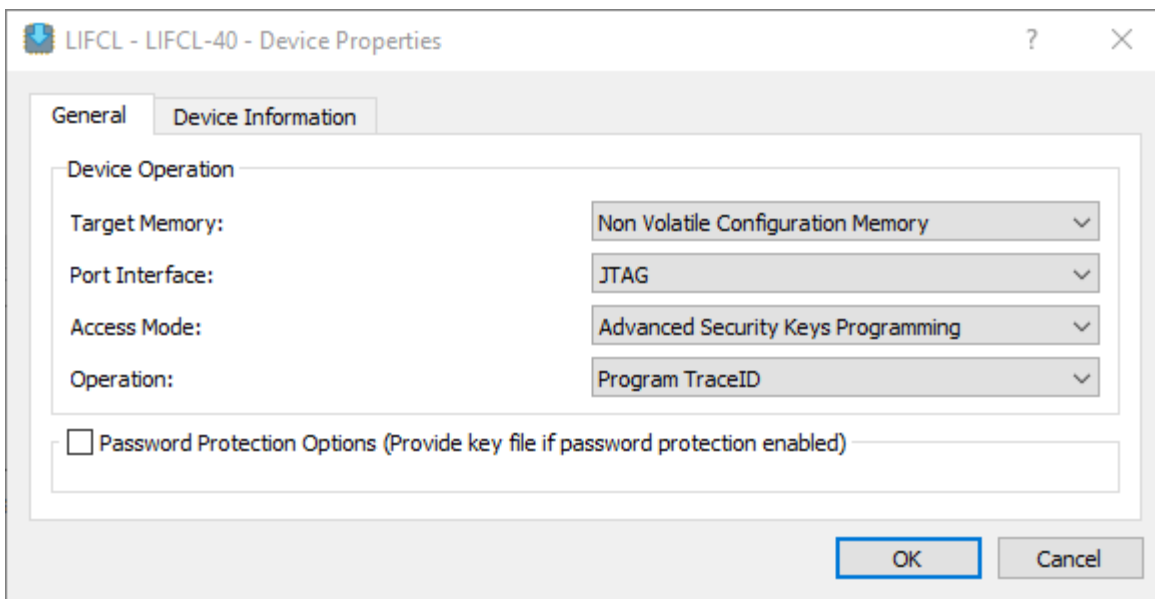 LIFCL - LIFCL-40 - Device Properties
General
Device Information
Device Operation
Target Memory: Non Volatile Configuration Memory
Port Interface: JTAG
Access Mode: Advanced Security Keys Programming
Operation: Program TraceID
Password Protection Options (Provide key file if password protection enabled)
OK
Cancel